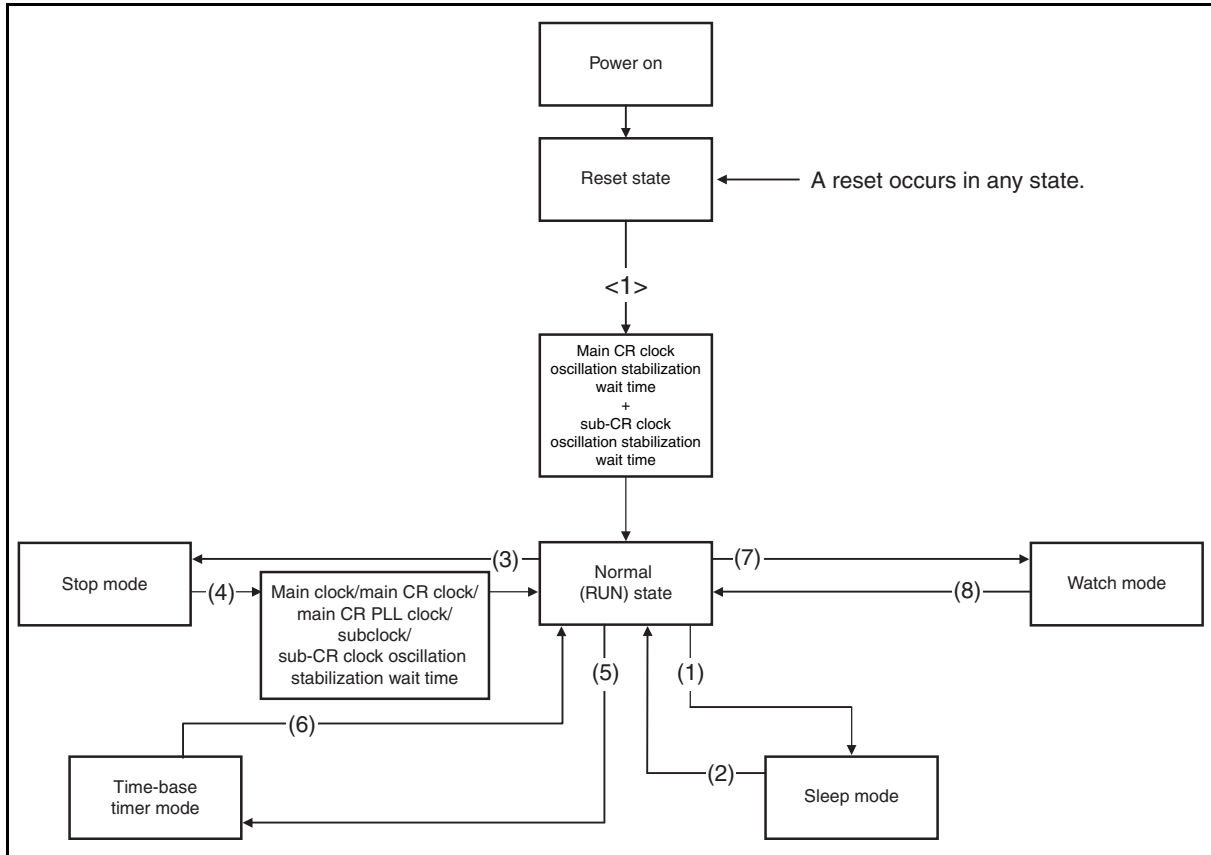 Power on
Reset state
A reset occurs in any state.
<1>
Main CR clock
oscillation stabilization
wait time
+
sub-CR clock
oscillation stabilization
wait time
Stop mode
(3)
(4)
Main clock/main CR clock/
main CR PLL clock/
subclock/
sub-CR clock oscillation
stabilization wait time
Normal
(RUN) state
(7)
(8)
Watch mode
(5)
(1)
(6)
(2)
Time-base
timer mode
Sleep mode